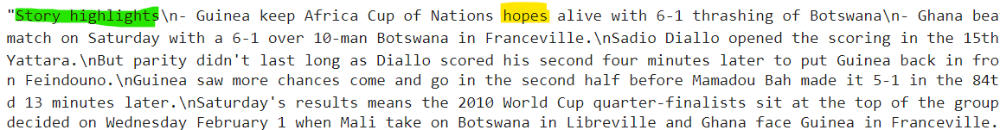 "Story highlights\n- Guinea keep Africa Cup of Nations hopes alive with 6-1 thrashing of Botswana\n- Ghana bea
match on Saturday with a 6-1 over 10-man Botswana in Franceville.\nSadio Diallo opened the scoring in the 15th
Yattara.\nBut parity didn't last long as Diallo scored his second four minutes later to put Guinea back in fro
n Feindouno.\nGuinea saw more chances come and go in the second half before Mamadou Bah made it 5-1 in the 84t
d 13 minutes later.\nSaturday's results means the 2010 World Cup quarter-finalists sit at the top of the group
decided on Wednesday February 1 when Mali take on Botswana in Libreville and Ghana face Guinea in Franceville.